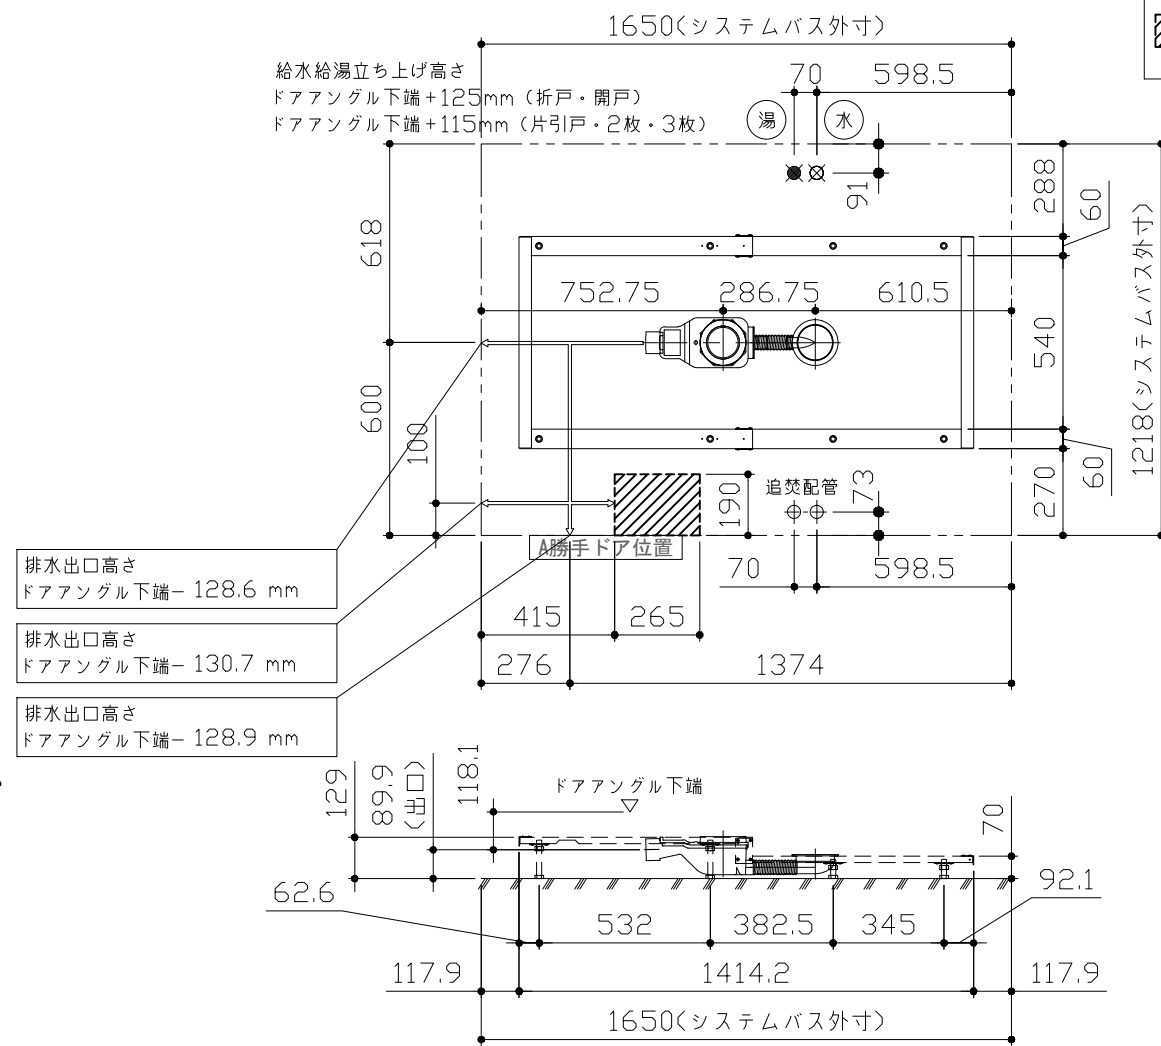 1650(システムバス外寸)
給水給湯立ち上げ高さ
ドアアングル下端+125mm(折戸・開戸)
ドアアングル下端+115mm(片引戸・2枚・3枚)
70
598.5
湯
水
91
288
60
618
752.75
286.75
610.5
540
1218(システムバス外寸)
600
100
190
追焚配管
73
270
60
A勝手ドア位置
70
598.5
排水出口高さ
ドアアングル下端- 128.6 mm
415
265
排水出口高さ
ドアアングル下端- 130.7 mm
276
1374
排水出口高さ
ドアアングル下端- 128.9 mm
129
89.9
(出口)
118.1
ドアアングル下端
70
62.6
92.1
532
382.5
345
117.9
1414.2
117.9
1650(システムバス外寸)